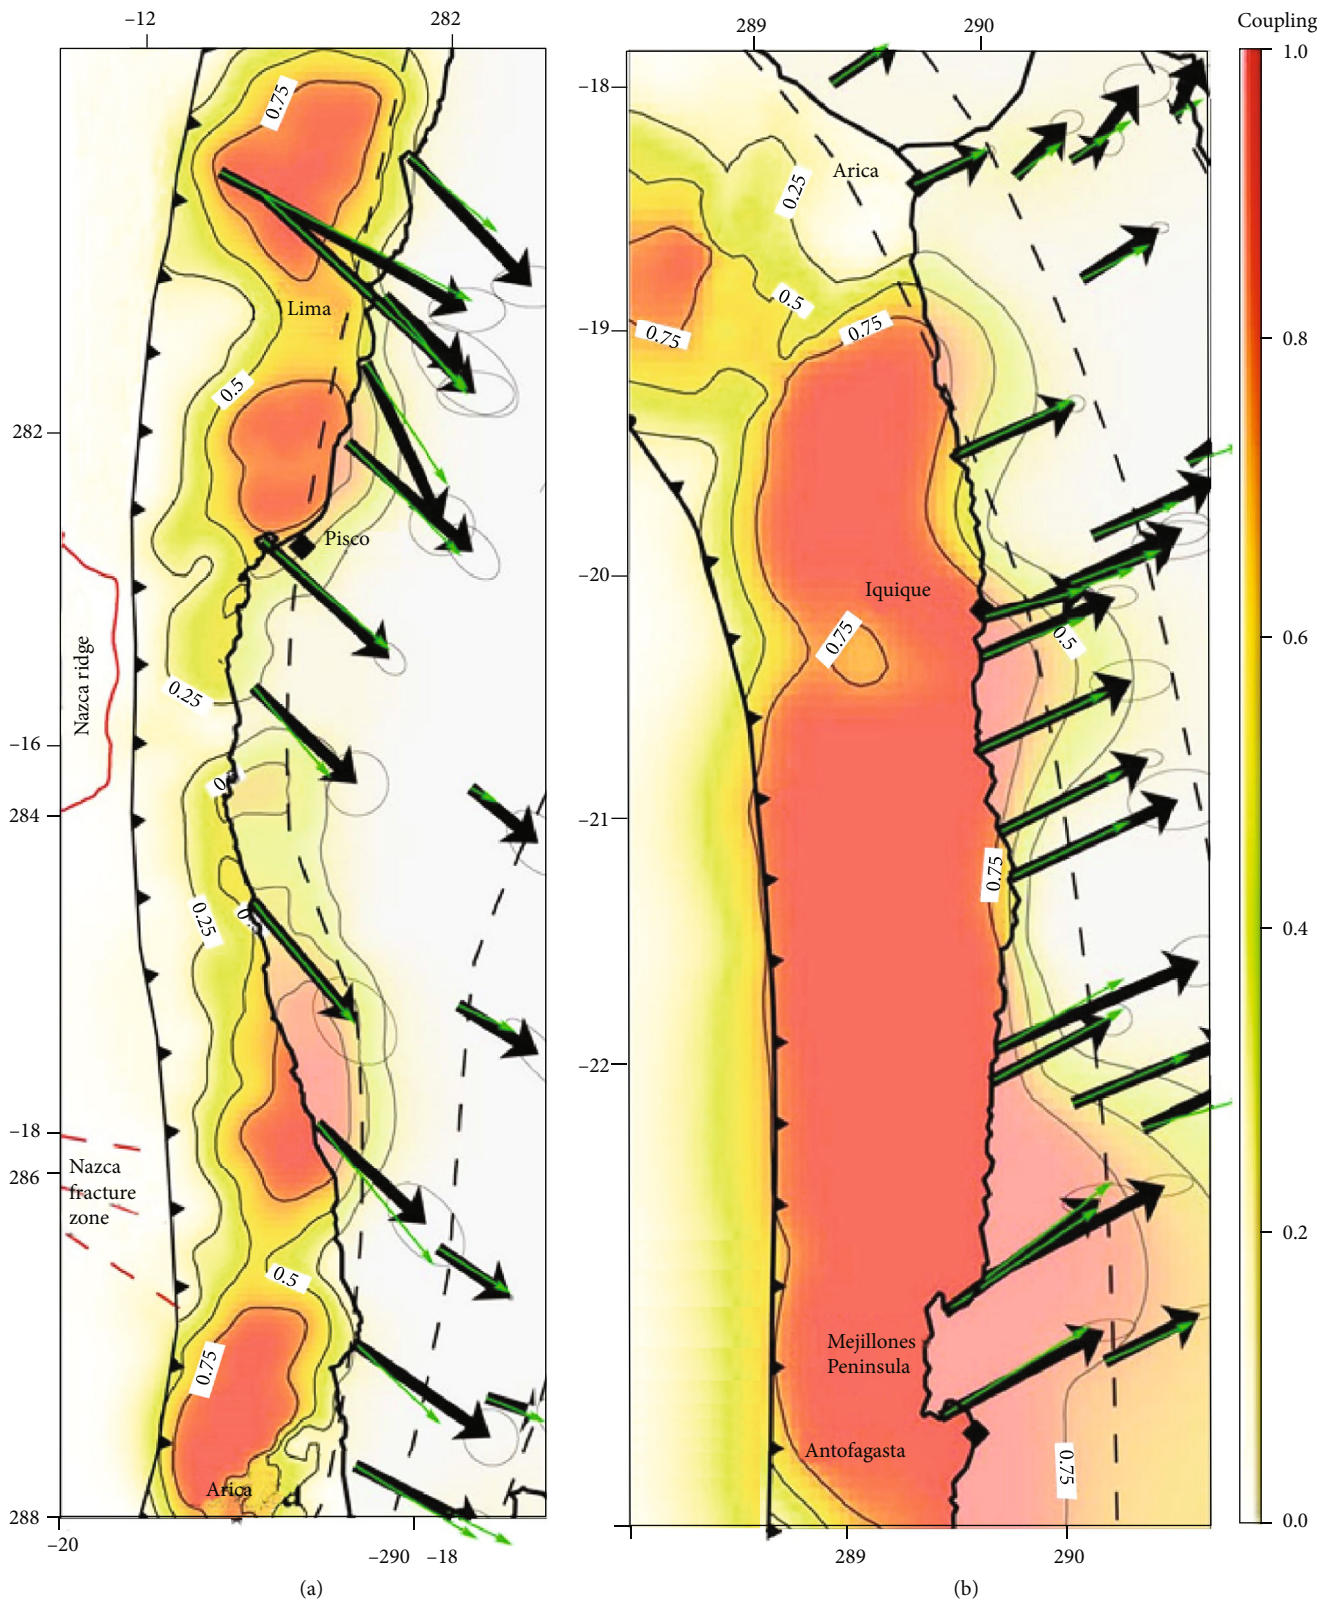 −12
282
289
290
Coupling
1.0
0.8
0.6
0.4
0.2
0.0
0.75
Lima
0.5
282
Pisco
Nazca ridge
0.25
−16
284
0.25
−18
Nazca
fracture
zone
286
0.5
0.75
Arica
288
−20
−290
−18
(a)
−18
Arica
0.25
0.5
0.75
0.75
−19
−20
Iquique
0.75
0.5
−21
0.75
−22
Mejillones
Peninsula
Antofagasta
0.75
289
290
(b)